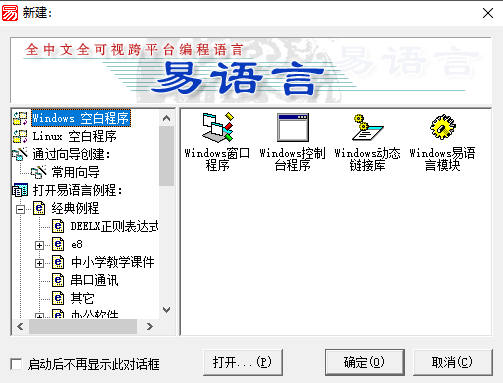 新建:
全中文全可视跨平台编程语言
易语言
Windows 空白程序
Linux 空白程序
通过向导创建:
常用向导
打开易语言例程:
经典例程
DEELX正则表达式
e8
中小学教学课件
串口通讯
其它
办公软件
Windows窗口
程序
Windows控制
台程序
Windows动态
链接库
Windows易语
言模块
启动后不再显示此对话框
打开...(P)
确定(O)
取消(C)